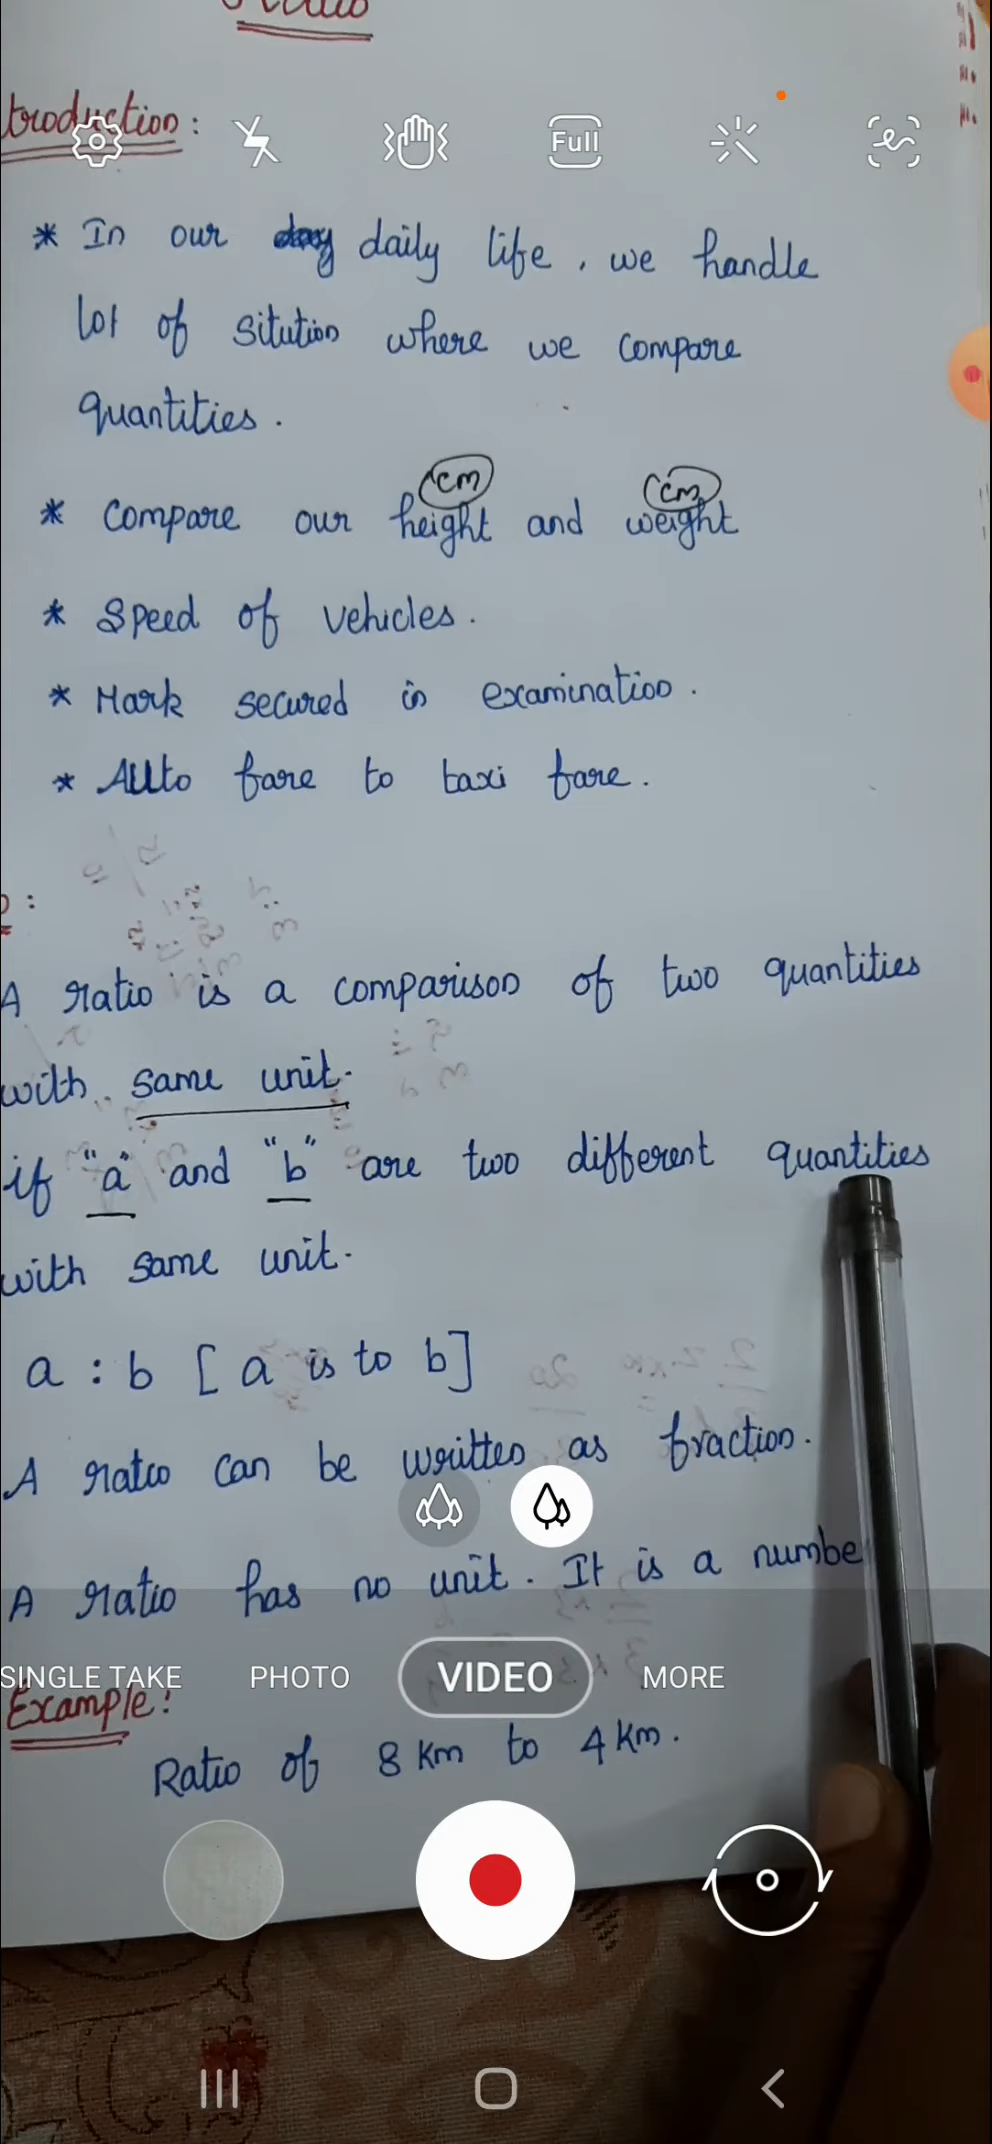 troduction :
Full
* In our daily life, we handle
lot of sitution where we compare
quantities.
cm cm
* Compare our height and weight
* Speed of vehicles.
* Mark secured in examination.
* Auto fare to taxi fare.
:
A ratio is a comparison of two quantities
with same unit.
if "a" and "b" are two different quantities
with same unit.
a : b [ a is to b]
A ratio can be written as fraction.
A ratio has no unit. It is a numbe
SINGLE TAKE PHOTO VIDEO MORE
Example:
Ratio of 8 km to 4 km.